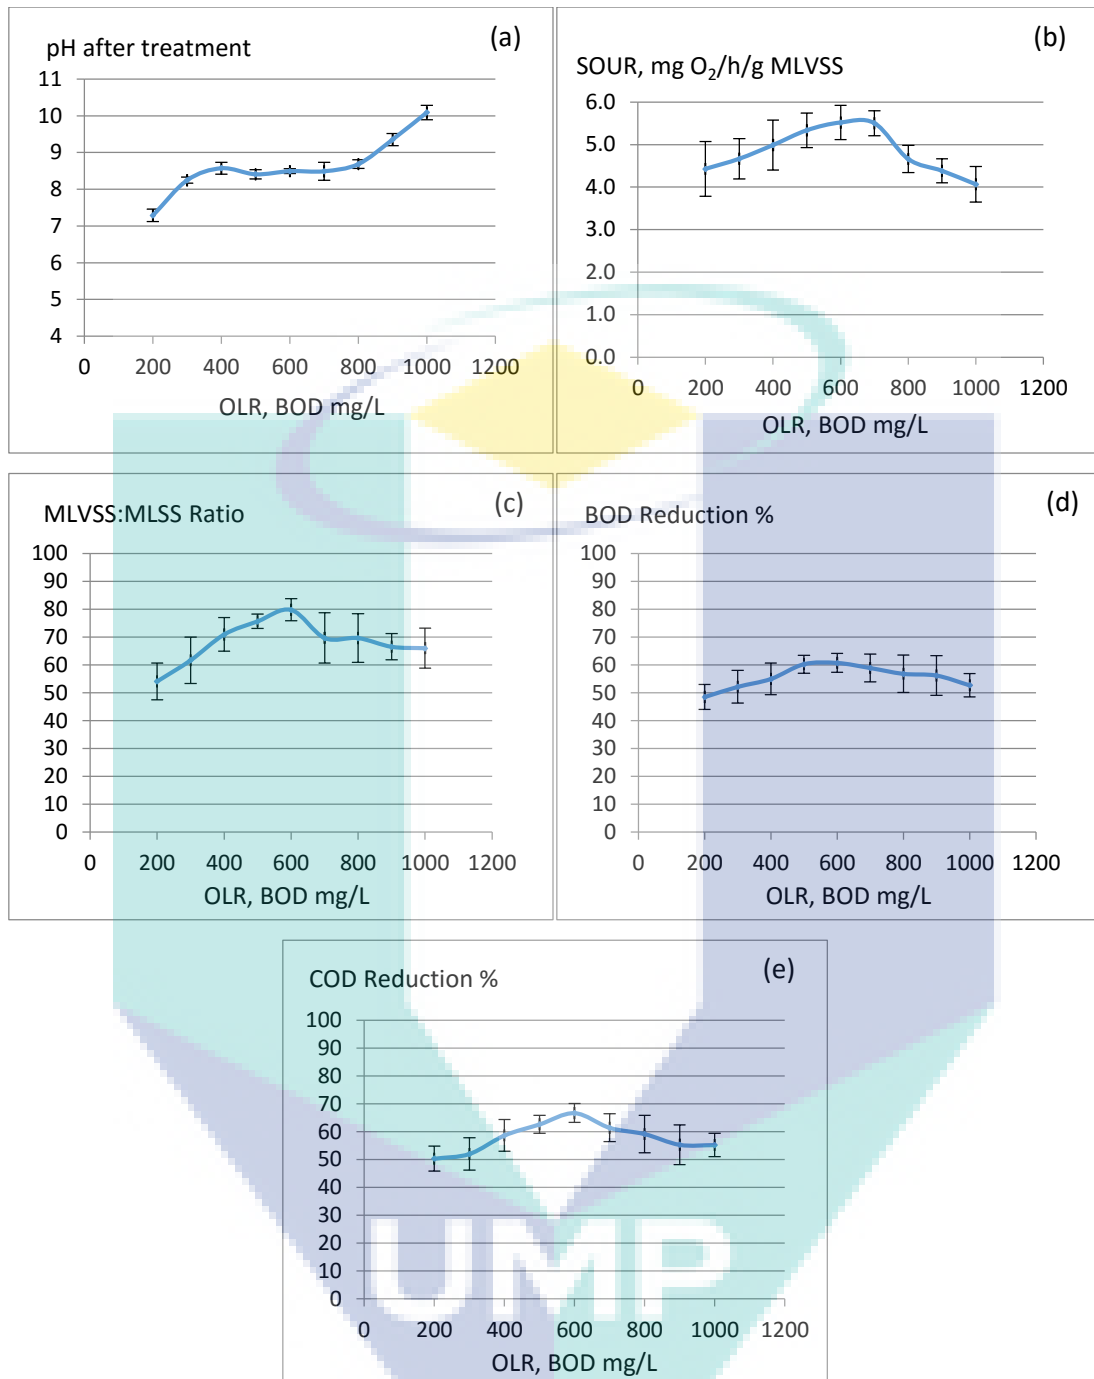 (a)
pH after treatment
11
10
9
8
7
6
5
4
0 200 400 600 800 1000 1200
OLR, BOD mg/L
(b)
SOUR, mg O₂/h/g MLVSS
6.0
5.0
4.0
3.0
2.0
1.0
0.0
0 200 400 600 800 1000 1200
OLR, BOD mg/L
(c)
MLVSS:MLSS Ratio
100
90
80
70
60
50
40
30
20
10
0
0 200 400 600 800 1000 1200
OLR, BOD mg/L
(d)
BOD Reduction %
100
90
80
70
60
50
40
30
20
10
0
0 200 400 600 800 1000 1200
OLR, BOD mg/L
(e)
COD Reduction %
100
90
80
70
60
50
40
30
20
10
0
0 200 400 600 800 1000 1200
OLR, BOD mg/L
UMP